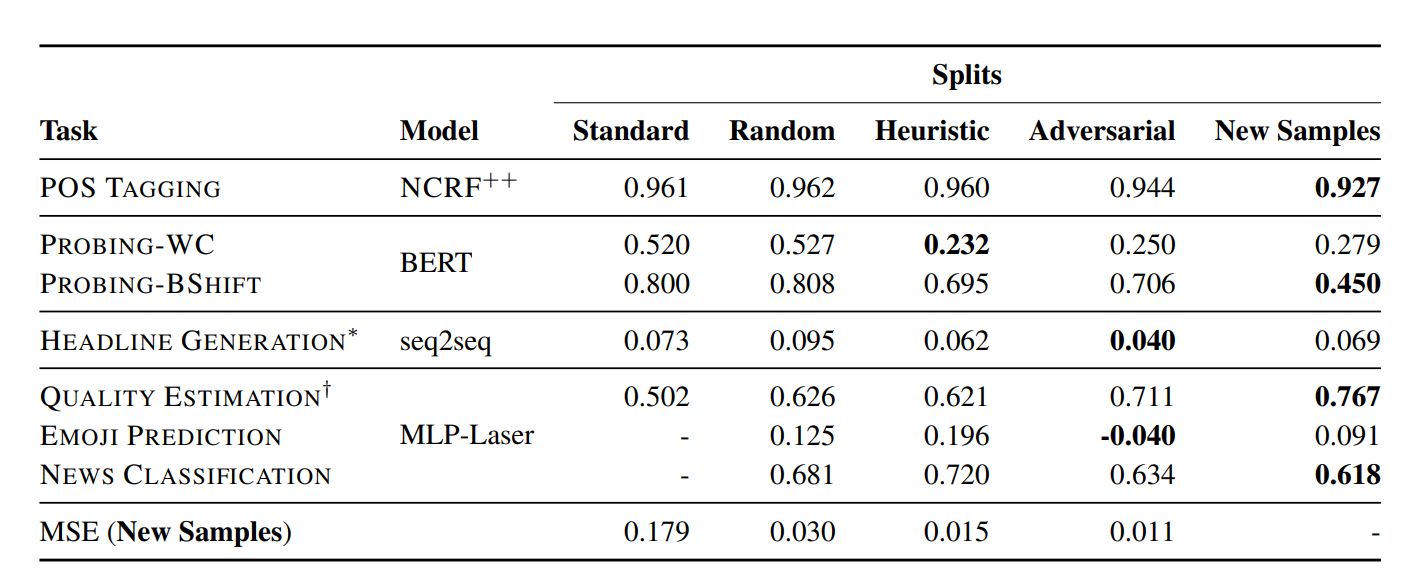 Splits
Task Model Standard Random Heuristic Adversarial New Samples
POS TAGGING NCRF++ 0.961 0.962 0.960 0.944 0.927
PROBING-WC 0.520 0.527 0.232 0.250 0.279
BERT
PROBING-BSHIFT 0.800 0.808 0.695 0.706 0.450
HEADLINE GENERATION* seq2seq 0.073 0.095 0.062 0.040 0.069
QUALITY ESTIMATION† 0.502 0.626 0.621 0.711 0.767
EMOJI PREDICTION MLP-Laser - 0.125 0.196 -0.040 0.091
NEWS CLASSIFICATION - 0.681 0.720 0.634 0.618
MSE (New Samples) 0.179 0.030 0.015 0.011 -